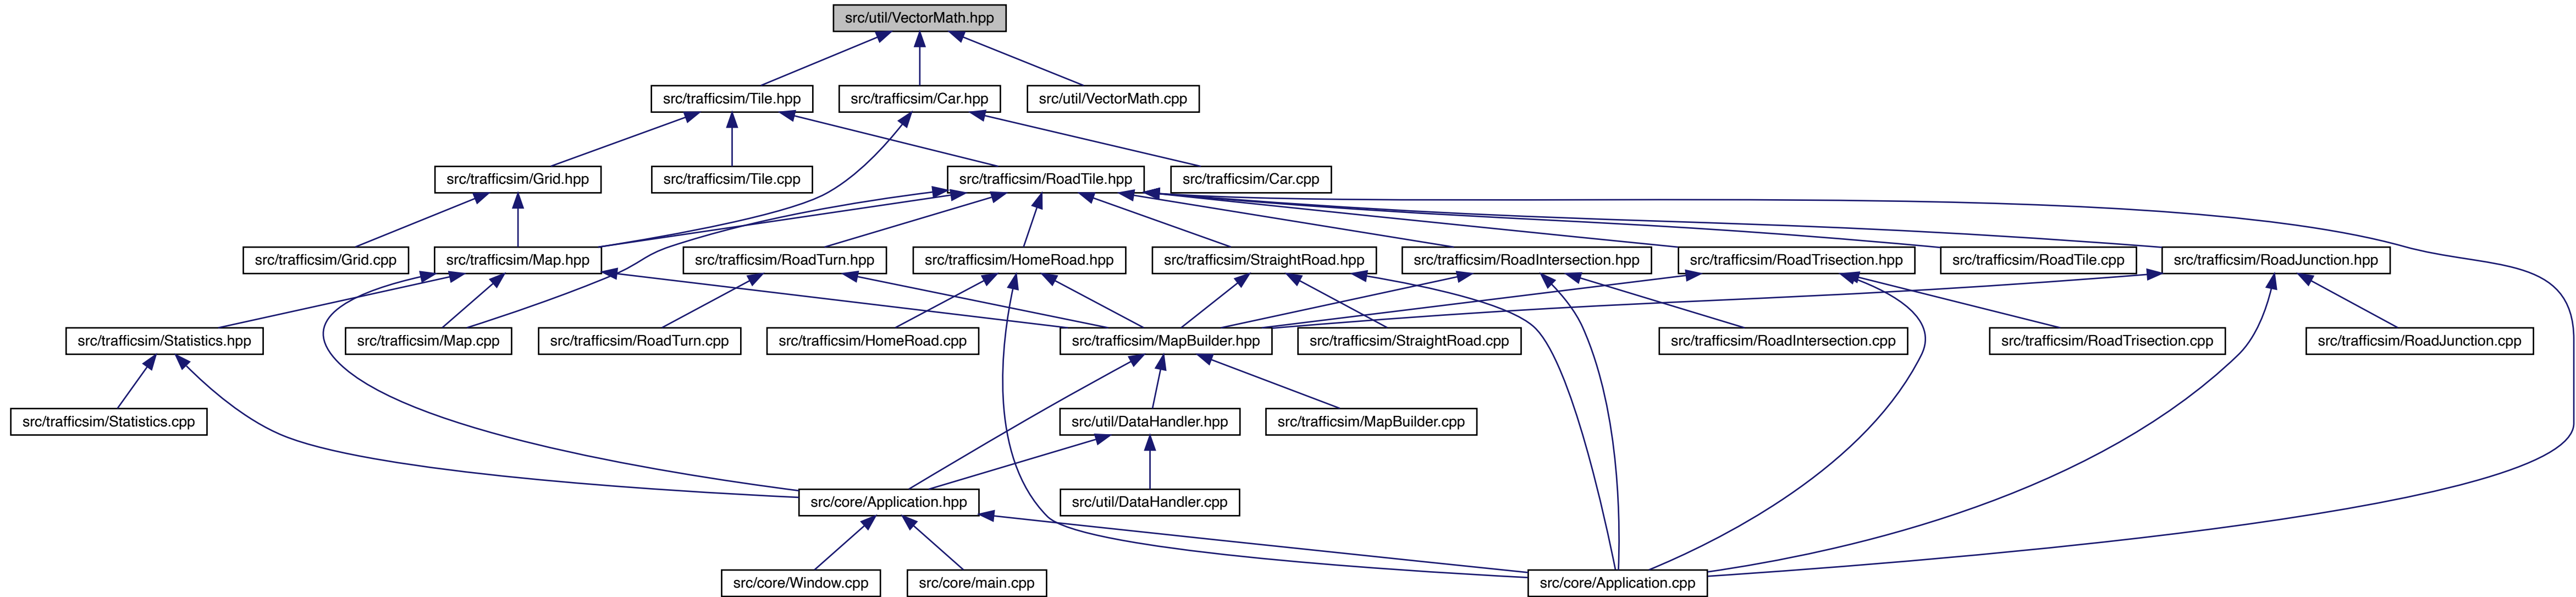 src/util/VectorMath.hpp
src/trafficsim/Tile.hpp
src/trafficsim/Car.hpp
src/util/VectorMath.cpp
src/trafficsim/Grid.hpp
src/trafficsim/Tile.cpp
src/trafficsim/RoadTile.hpp
src/trafficsim/Car.cpp
src/trafficsim/Grid.cpp
src/trafficsim/Map.hpp
src/trafficsim/RoadTurn.hpp
src/trafficsim/HomeRoad.hpp
src/trafficsim/StraightRoad.hpp
src/trafficsim/RoadIntersection.hpp
src/trafficsim/RoadTrisection.hpp
src/trafficsim/RoadTile.cpp
src/trafficsim/RoadJunction.hpp
src/trafficsim/Statistics.hpp
src/trafficsim/Map.cpp
src/trafficsim/RoadTurn.cpp
src/trafficsim/HomeRoad.cpp
src/trafficsim/MapBuilder.hpp
src/trafficsim/StraightRoad.cpp
src/trafficsim/RoadIntersection.cpp
src/trafficsim/RoadTrisection.cpp
src/trafficsim/RoadJunction.cpp
src/trafficsim/Statistics.cpp
src/util/DataHandler.hpp
src/trafficsim/MapBuilder.cpp
src/core/Application.hpp
src/util/DataHandler.cpp
src/core/Window.cpp
src/core/main.cpp
src/core/Application.cpp